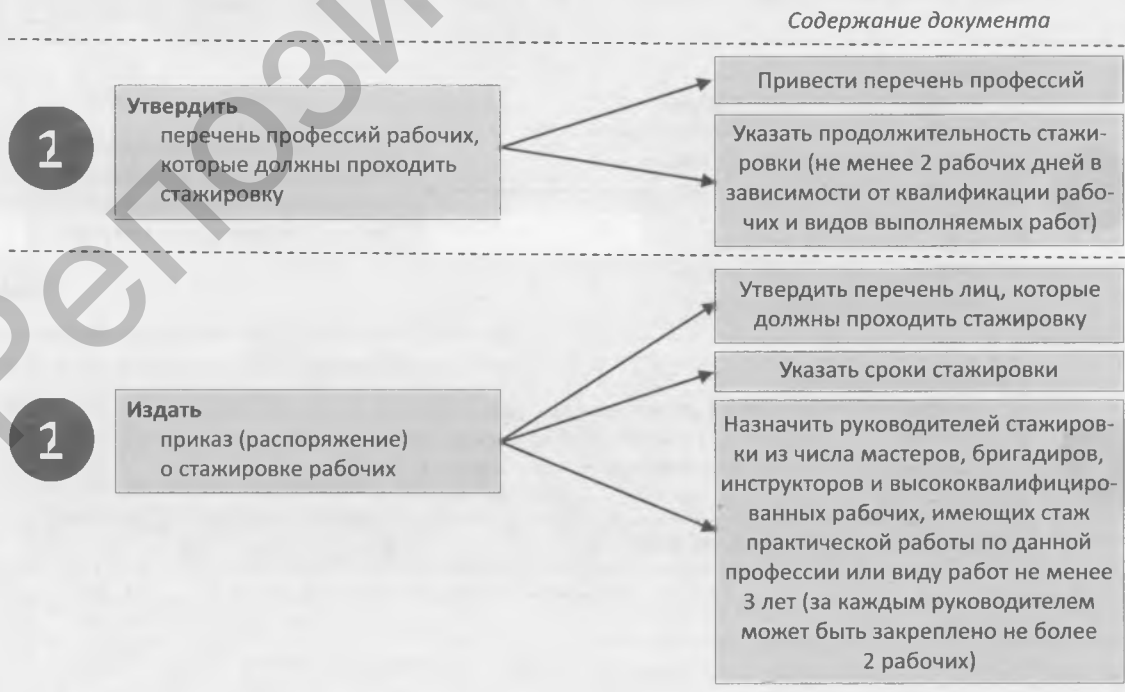 Содержание документа
1
Утвердить
перечень профессий рабочих,
которые должны проходить
стажировку
Привести перечень профессий
Указать продолжительность стажи-
ровки (не менее 2 рабочих дней в
зависимости от квалификации рабо-
чих и видов выполняемых работ)
2
Издать
приказ (распоряжение)
о стажировке рабочих
Утвердить перечень лиц, которые
должны проходить стажировку
Указать сроки стажировки
Назначить руководителей стажиров-
ки из числа мастеров, бригадиров,
инструкторов и высококвалифициро-
ванных рабочих, имеющих стаж
практической работы по данной
профессии или виду работ не менее
3 лет (за каждым руководителем
может быть закреплено не более
2 рабочих)
Репози